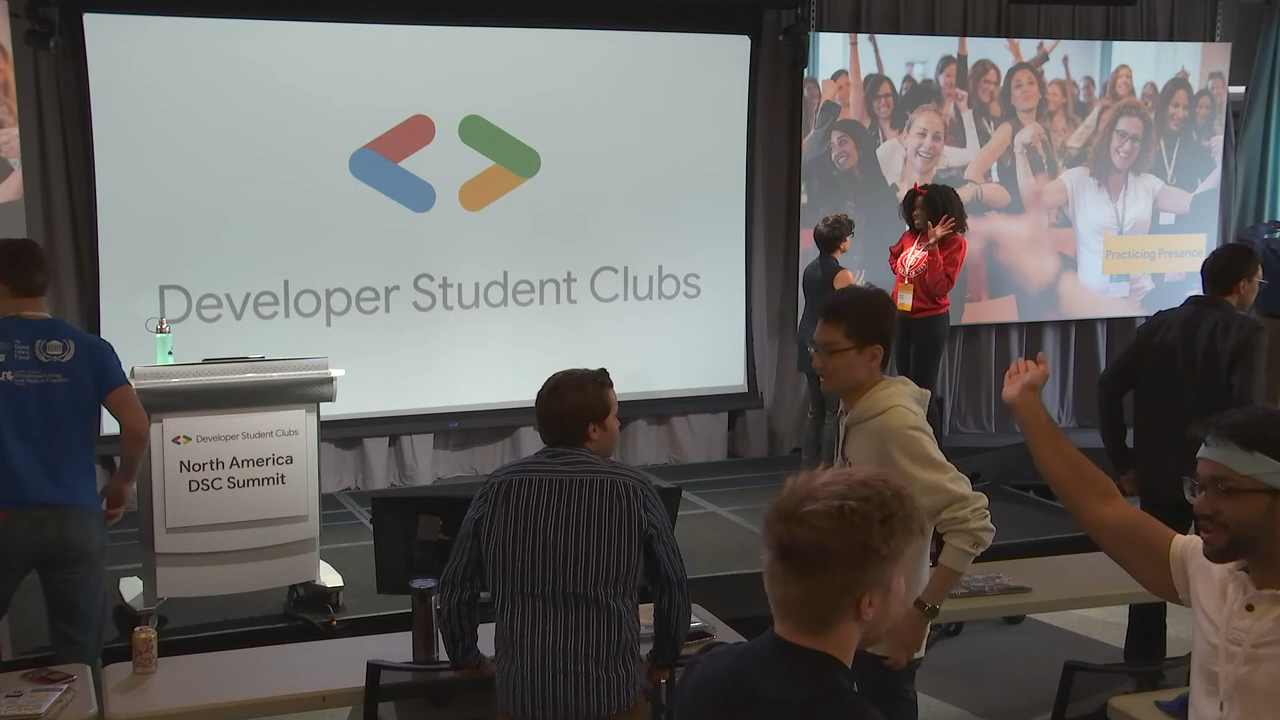 Developer Student Clubs
Practicing Presence
Developer Student Clubs
North America
DSC Summit